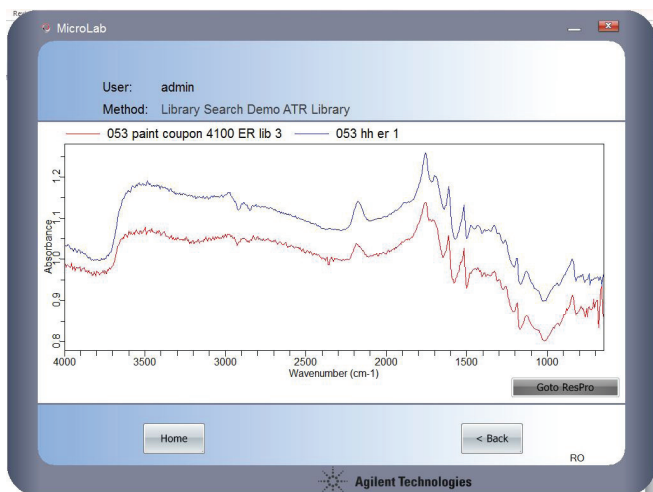 Revi
MicroLab
User: admin
Method: Library Search Demo ATR Library
053 paint coupon 4100 ER lib 3 053 hh er 1
Absorbance
1.2
1.1
1.0
0.9
0.8
4000 3500 3000 2500 2000 1500 1000
Wavenumber (cm-1)
Goto ResPro
Home
< Back
RO
Agilent Technologies